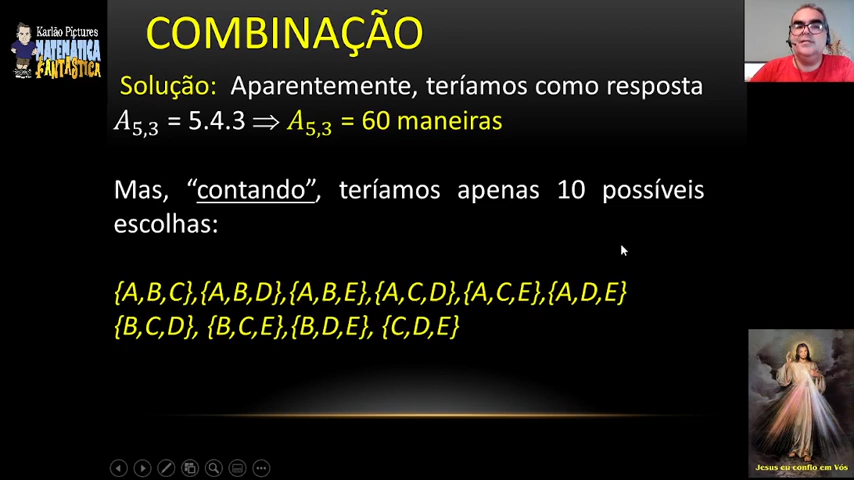 COMBINAÇÃO
Karlão Pictures
MATEMÁTICA
FANTÁSTICA
Solução: Aparentemente, teríamos como resposta
A5,3 = 5.4.3 ⟹ A5,3 = 60 maneiras
Mas, “contando”, teríamos apenas 10 possíveis
escolhas:
{A,B,C},{A,B,D},{A,B,E},{A,C,D},{A,C,E},{A,D,E}
{B,C,D}, {B,C,E},{B,D,E}, {C,D,E}
Jesus eu confio em Vós